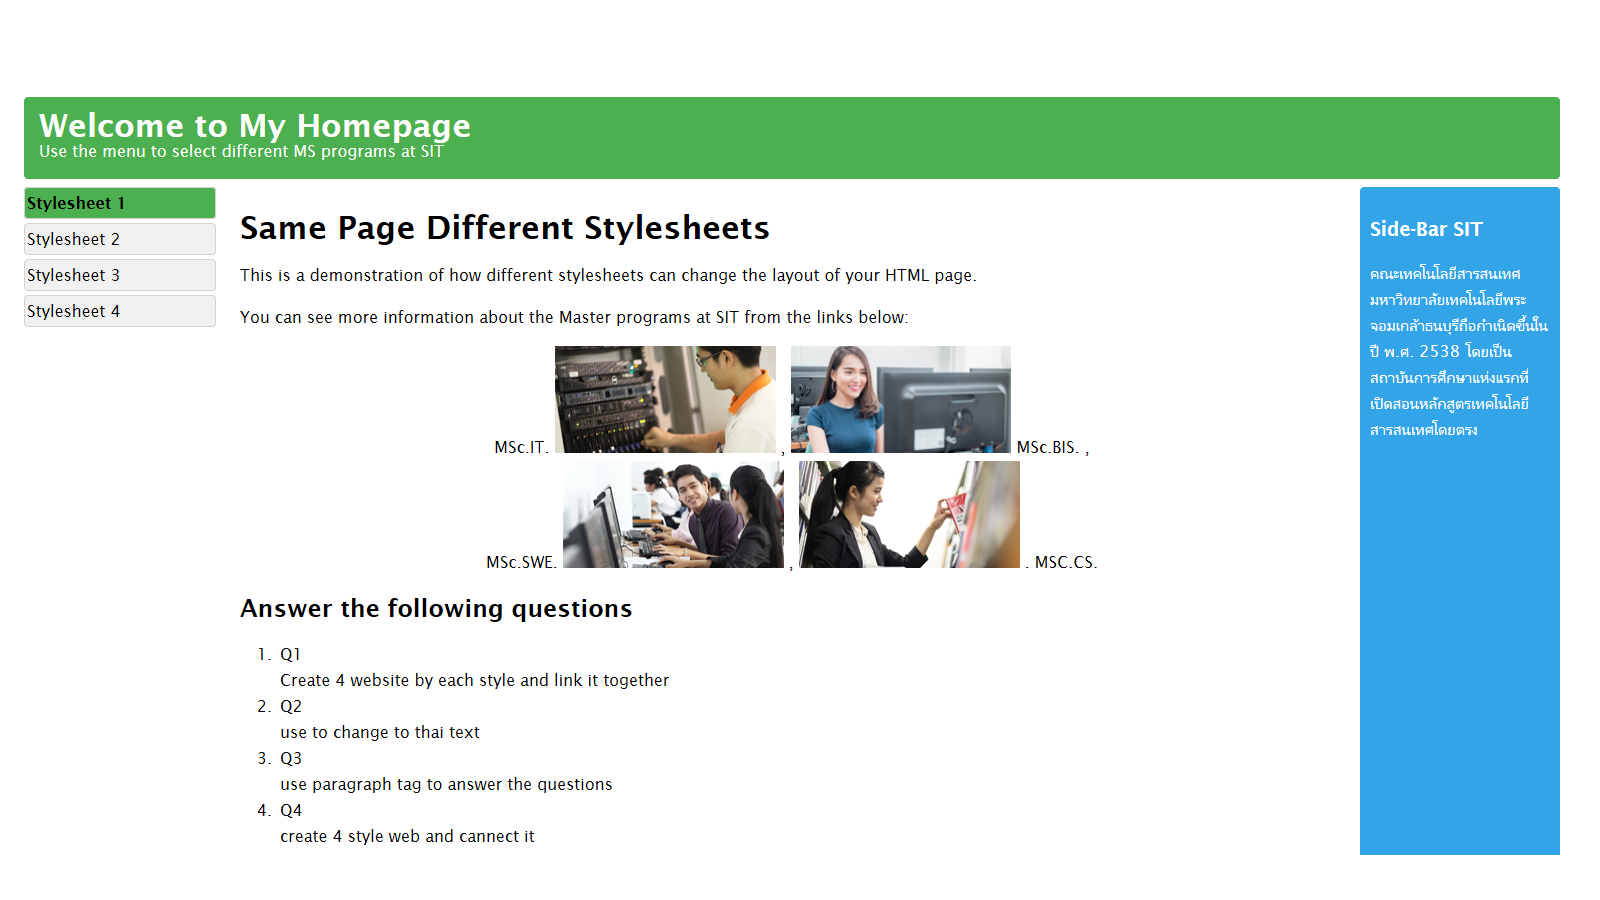 Welcome to My Homepage
Use the menu to select different MS programs at SIT
Stylesheet 1
Stylesheet 2
Stylesheet 3
Stylesheet 4
Same Page Different Stylesheets
This is a demonstration of how different stylesheets can change the layout of your HTML page.
You can see more information about the Master programs at SIT from the links below:
MSc.IT. , MSc.BIS. ,
MSc.SWE. , . MSC.CS.
Answer the following questions
1. Q1
Create 4 website by each style and link it together
2. Q2
use to change to thai text
3. Q3
use paragraph tag to answer the questions
4. Q4
create 4 style web and cannect it
Side-Bar SIT
คณะเทคโนโลยีสารสนเทศ
มหาวิทยาลัยเทคโนโลยีพระ
จอมเกล้าธนบุรีถือกำเนิดขึ้นใน
ปี พ.ศ. 2538 โดยเป็น
สถาบันการศึกษาแห่งแรกที่
เปิดสอนหลักสูตรเทคโนโลยี
สารสนเทศโดยตรง